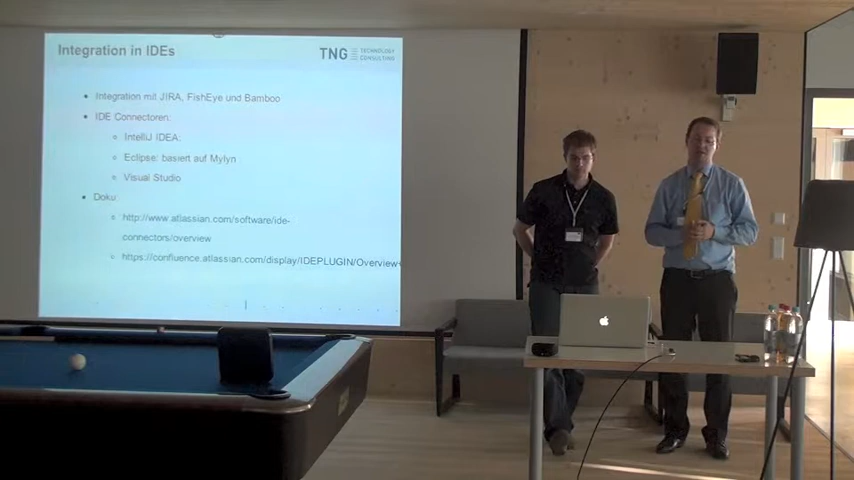 Integration in IDEs
TNG TECHNOLOGY
CONSULTING
Integration mit JIRA, FishEye und Bamboo
IDE Connectoren:
IntelliJ IDEA:
Eclipse: basiert auf Mylyn
Visual Studio
Doku
http://www.atlassian.com/software/ide-
connectors/overview
https://confluence.atlassian.com/display/IDEPLUGIN/Overview+